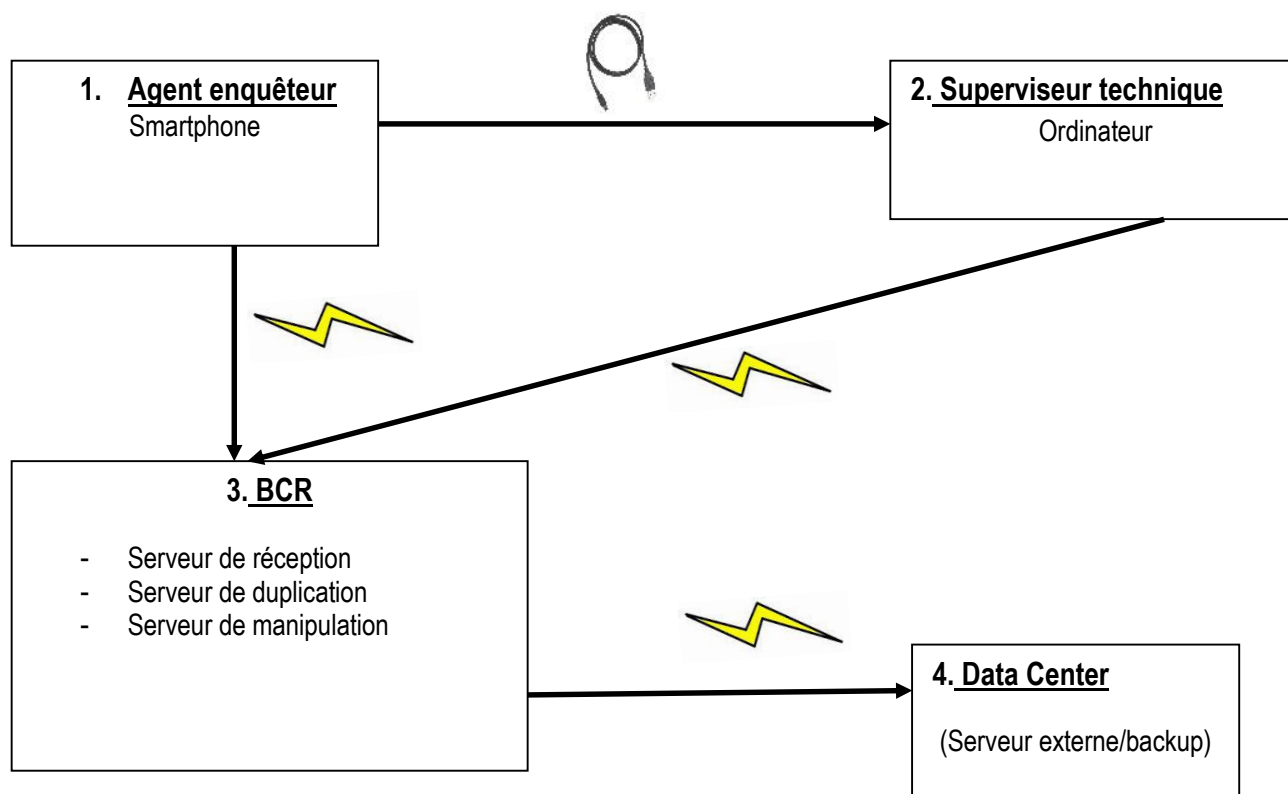 1. Agent enquêteur
Smartphone
2. Superviseur technique
Ordinateur
3. BCR
- Serveur de réception
- Serveur de duplication
- Serveur de manipulation
4. Data Center
(Serveur externe/backup)